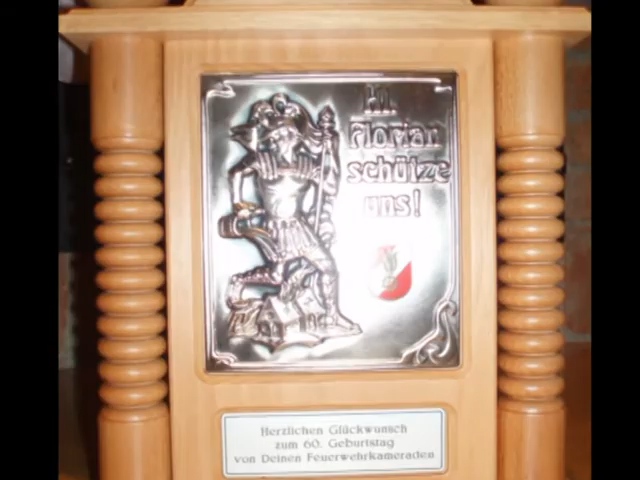 Hl.
Florian
schütze
uns!
Herzlichen Glückwunsch
zum 60. Geburtstag
von Deinen Feuerwehrkameraden